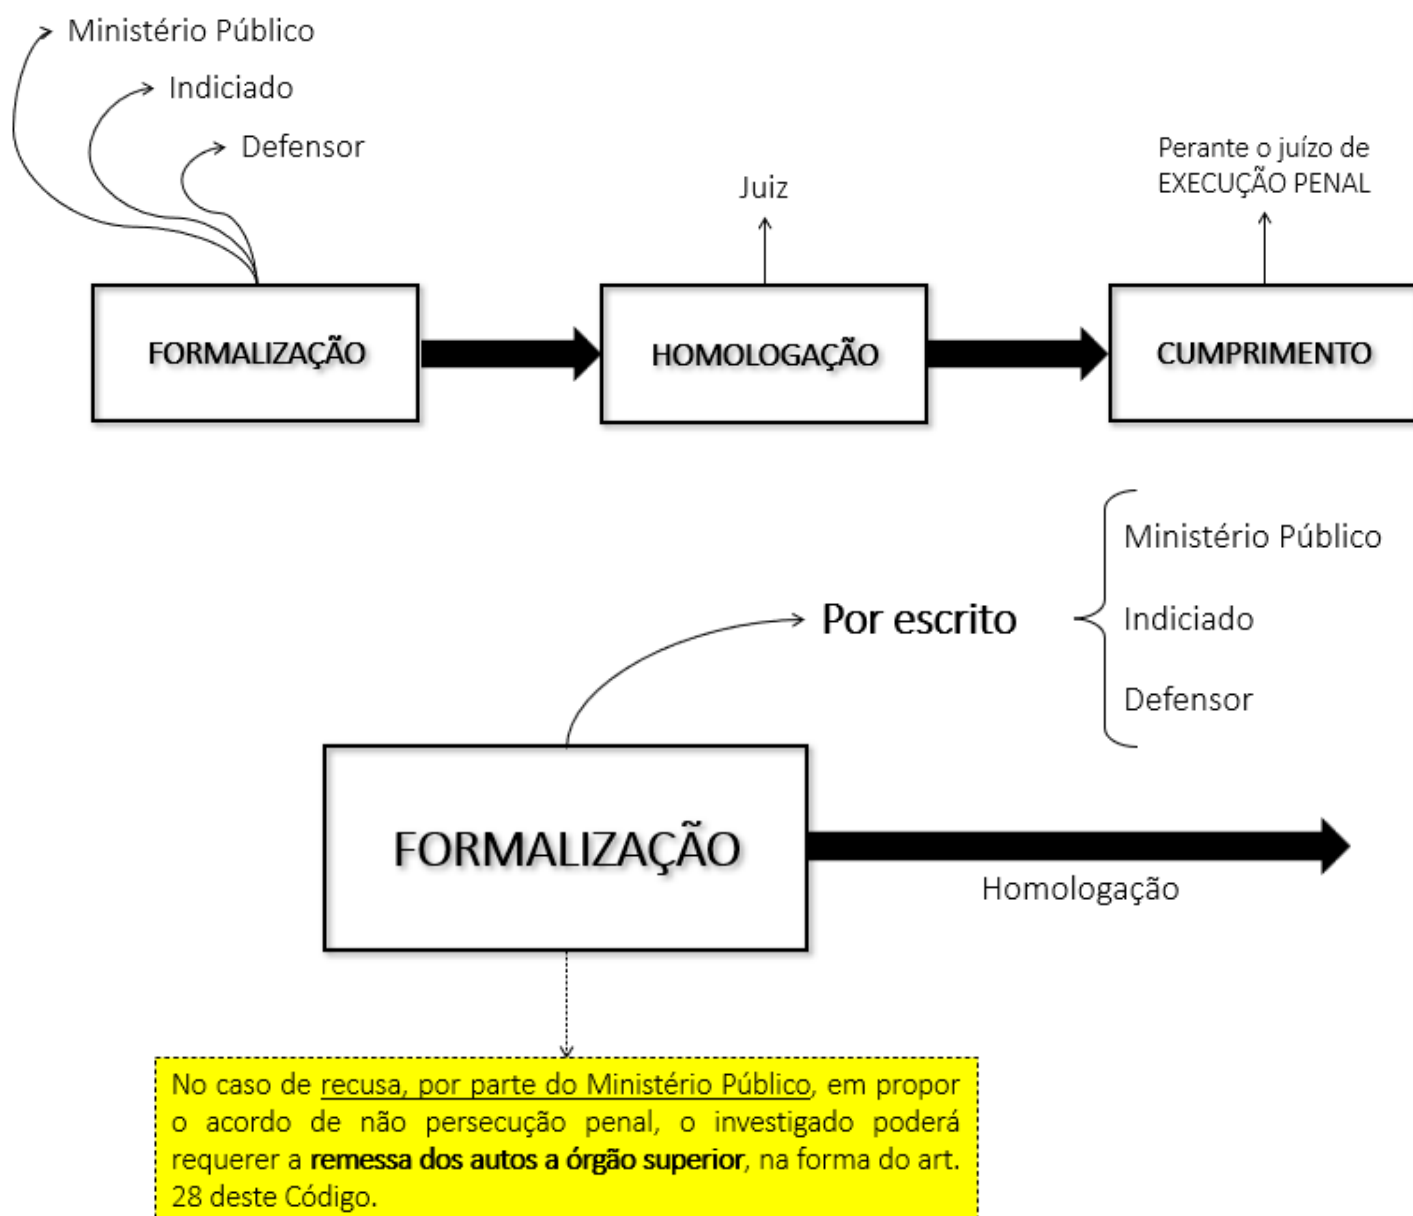 Ministério Público
Indiciado
Defensor
Juiz
Perante o juízo de
EXECUÇÃO PENAL
FORMALIZAÇÃO
HOMOLOGAÇÃO
CUMPRIMENTO
Por escrito
Ministério Público
Indiciado
Defensor
FORMALIZAÇÃO
Homologação
No caso de recusa, por parte do Ministério Público, em propor
o acordo de não persecução penal, o investigado poderá
requerer a remessa dos autos a órgão superior, na forma do art.
28 deste Código.